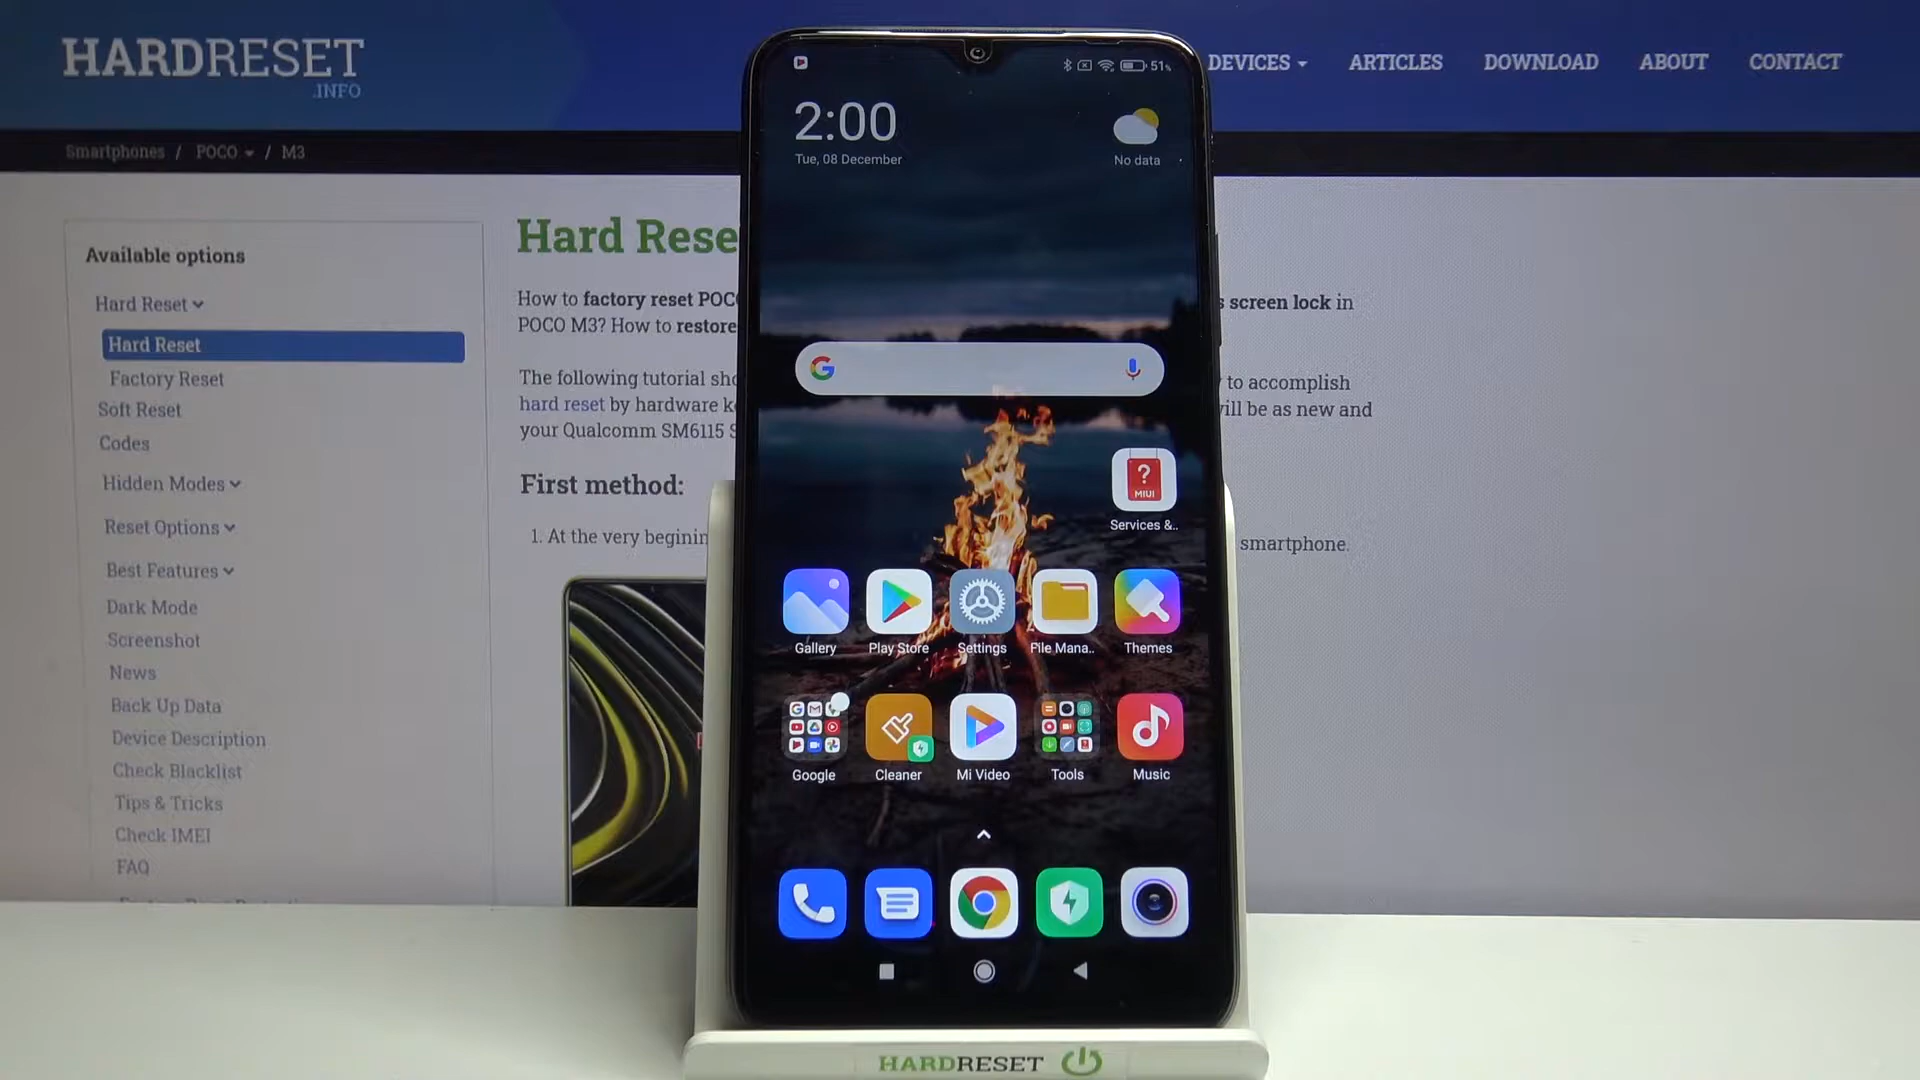 HARDRESET
.INFO
DEVICES
ARTICLES
DOWNLOAD
ABOUT
CONTACT
Smartphones / POCO / M3
Available options
Hard Reset
Hard Reset
Factory Reset
Soft Reset
Codes
Hidden Modes
Reset Options
Best Features
Dark Mode
Screenshot
News
Back Up Data
Device Description
Check Blacklist
Tips & Tricks
Check IMEI
FAQ
Hard Rese
How to factory reset POCO
screen lock in
POCO M3? How to restore
The following tutorial sho
to accomplish
hard reset by hardware k
will be as new and
your Qualcomm SM6115 S
First method:
1. At the very beginin
smartphone.
51%
2:00
Tue, 08 December
No data
?
MIUI
Services &..
Gallery
Play Store
Settings
File Mana..
Themes
Google
Cleaner
Mi Video
Tools
Music
HARDRESET